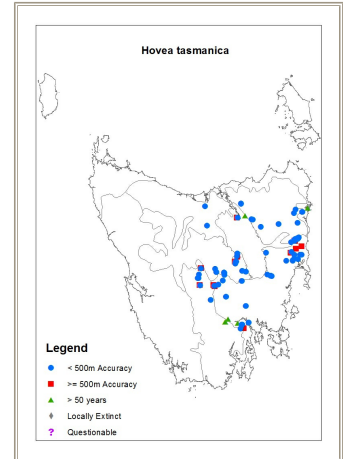 Hovea tasmanica
Legend
< 500m Accuracy
>= 500m Accuracy
> 50 years
Locally Extinct
? Questionable